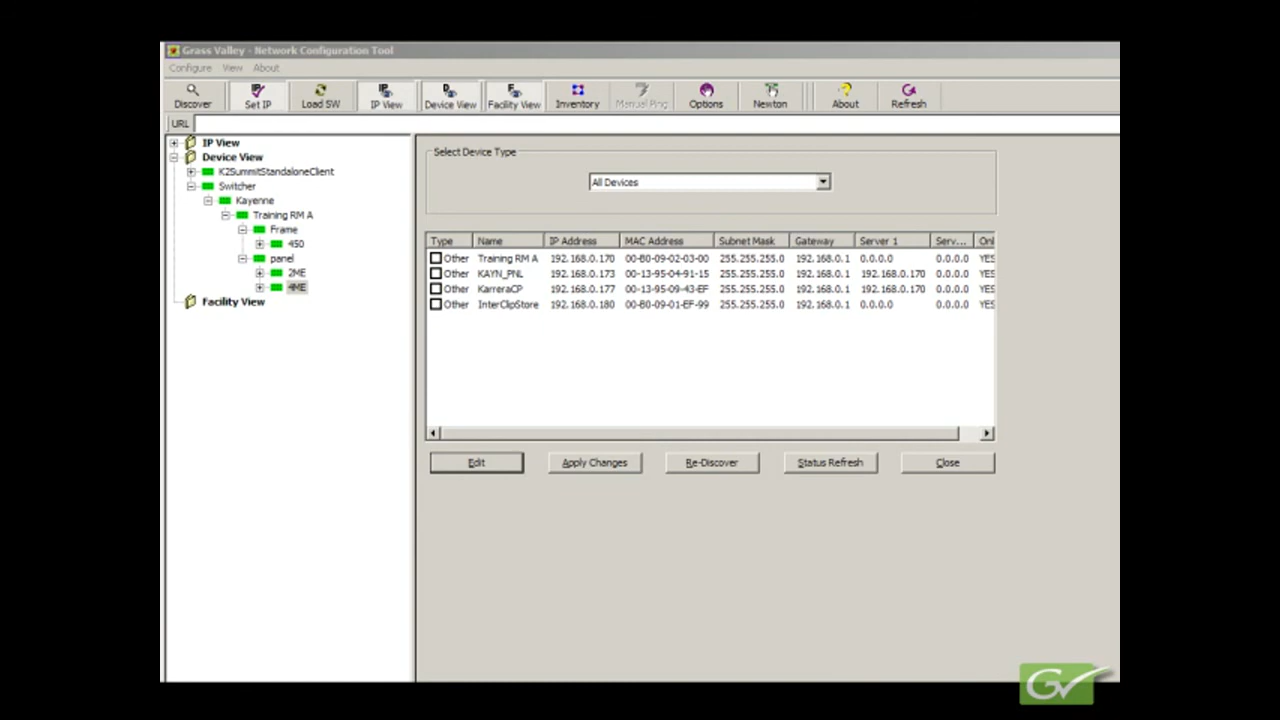 Grass Valley - Network Configuration Tool
Configure View About
Discover Set IP Load SW IP View Device View Facility View Inventory Manual Ping Options Newton About Refresh
URL
IP View
Device View
K2SummitStandaloneClient
Switcher
Kayenne
Training RM A
Frame
450
panel
2ME
4ME
Facility View
Select Device Type
All Devices
Type Name IP Address MAC Address Subnet Mask Gateway Server 1 Serv... Onl
Other Training RM A 192.168.0.170 00-B0-09-02-03-00 255.255.255.0 192.168.0.1 0.0.0.0 0.0.0.0 YES
Other KAYN_PNL 192.168.0.173 00-13-95-04-91-15 255.255.255.0 192.168.0.1 192.168.0.170 0.0.0.0 YES
Other KarreraCP 192.168.0.177 00-13-95-09-43-EF 255.255.255.0 192.168.0.1 192.168.0.170 0.0.0.0 YES
Other InterClipStore 192.168.0.180 00-B0-09-01-EF-99 255.255.255.0 192.168.0.1 0.0.0.0 0.0.0.0 YES
Edit Apply Changes Re-Discover Status Refresh Close
GV